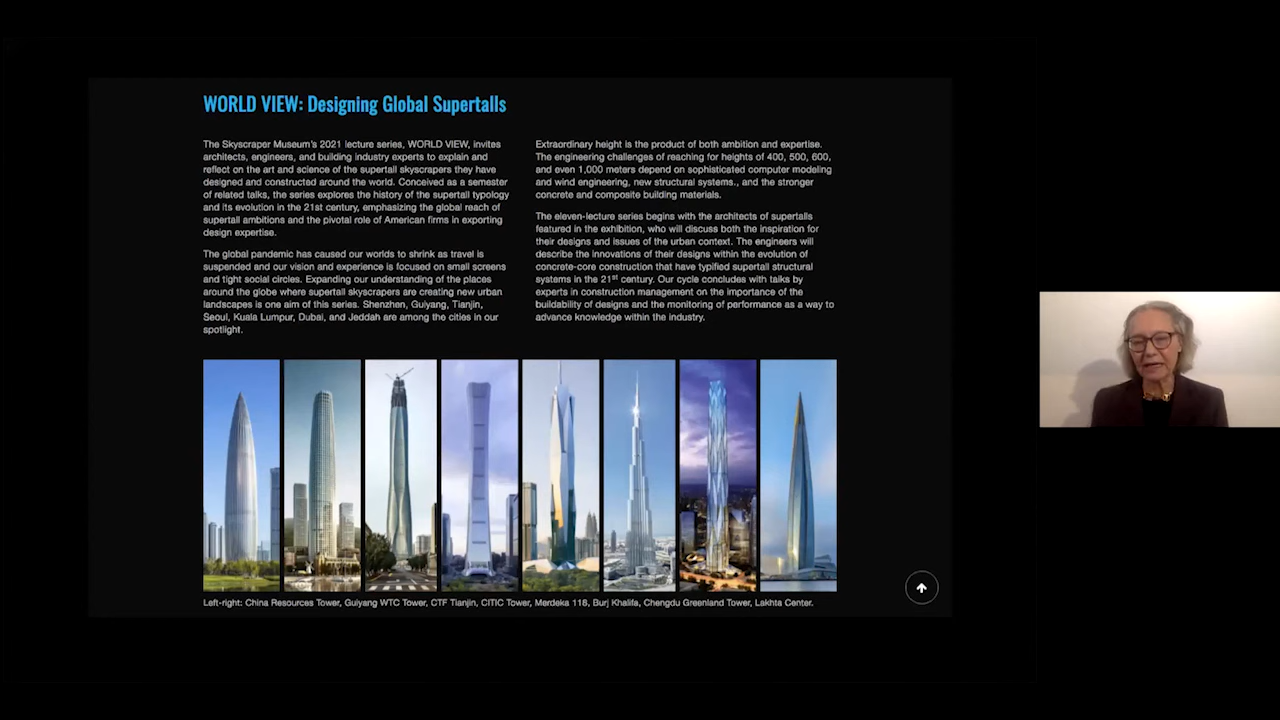 WORLD VIEW: Designing Global Supertalls
The Skyscraper Museum's 2021 lecture series, WORLD VIEW, invites
architects, engineers, and building industry experts to explain and
reflect on the art and science of the supertall skyscrapers they have
designed and constructed around the world. Conceived as a semester
of related talks, the series explores the history of the supertall typology
and its evolution in the 21st century, emphasizing the global reach of
supertall ambitions and the pivotal role of American firms in exporting
design expertise.
The global pandemic has caused our worlds to shrink as travel is
suspended and our vision and experience is focused on small screens
and tight social circles. Expanding our understanding of the places
around the globe where supertall skyscrapers are creating new urban
landscapes is one aim of this series. Shenzhen, Guiyang, Tianjin,
Seoul, Kuala Lumpur, Dubai, and Jeddah are among the cities in our
spotlight.
Extraordinary height is the product of both ambition and expertise.
The engineering challenges of reaching for heights of 400, 500, 600,
and even 1,000 meters depend on sophisticated computer modeling
and wind engineering, new structural systems., and the stronger
concrete and composite building materials.
The eleven-lecture series begins with the architects of supertalls
featured in the exhibition, who will discuss both the inspiration for
their designs and issues of the urban context. The engineers will
describe the innovations of their designs within the evolution of
concrete-core construction that have typified supertall structural
systems in the 21st century. Our cycle concludes with talks by
experts in construction management on the importance of the
buildability of designs and the monitoring of performance as a way to
advance knowledge within the industry.
Left-right: China Resources Tower, Guiyang WTC Tower, CTF Tianjin, CITIC Tower, Merdeka 118, Burj Khalifa, Chengdu Greenland Tower, Lakhta Center.